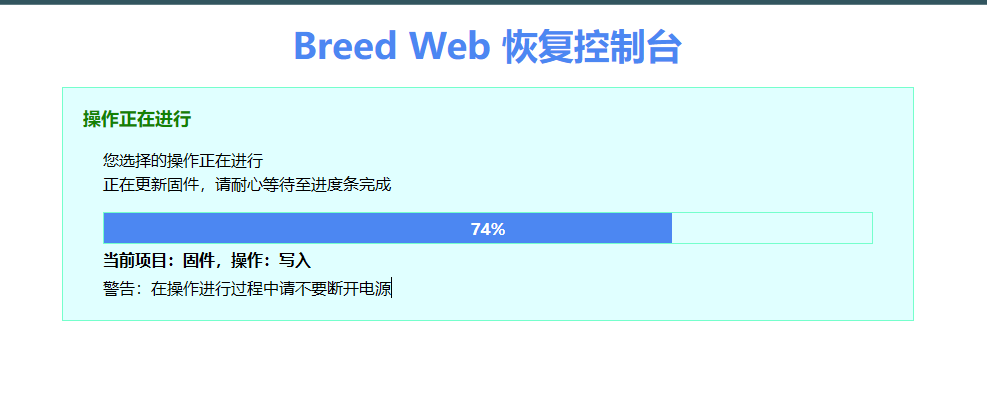 Breed Web 恢复控制台
操作正在进行
您选择的操作正在进行
正在更新固件，请耐心等待至进度条完成
74%
当前项目：固件，操作：写入
警告：在操作进行过程中请不要断开电源